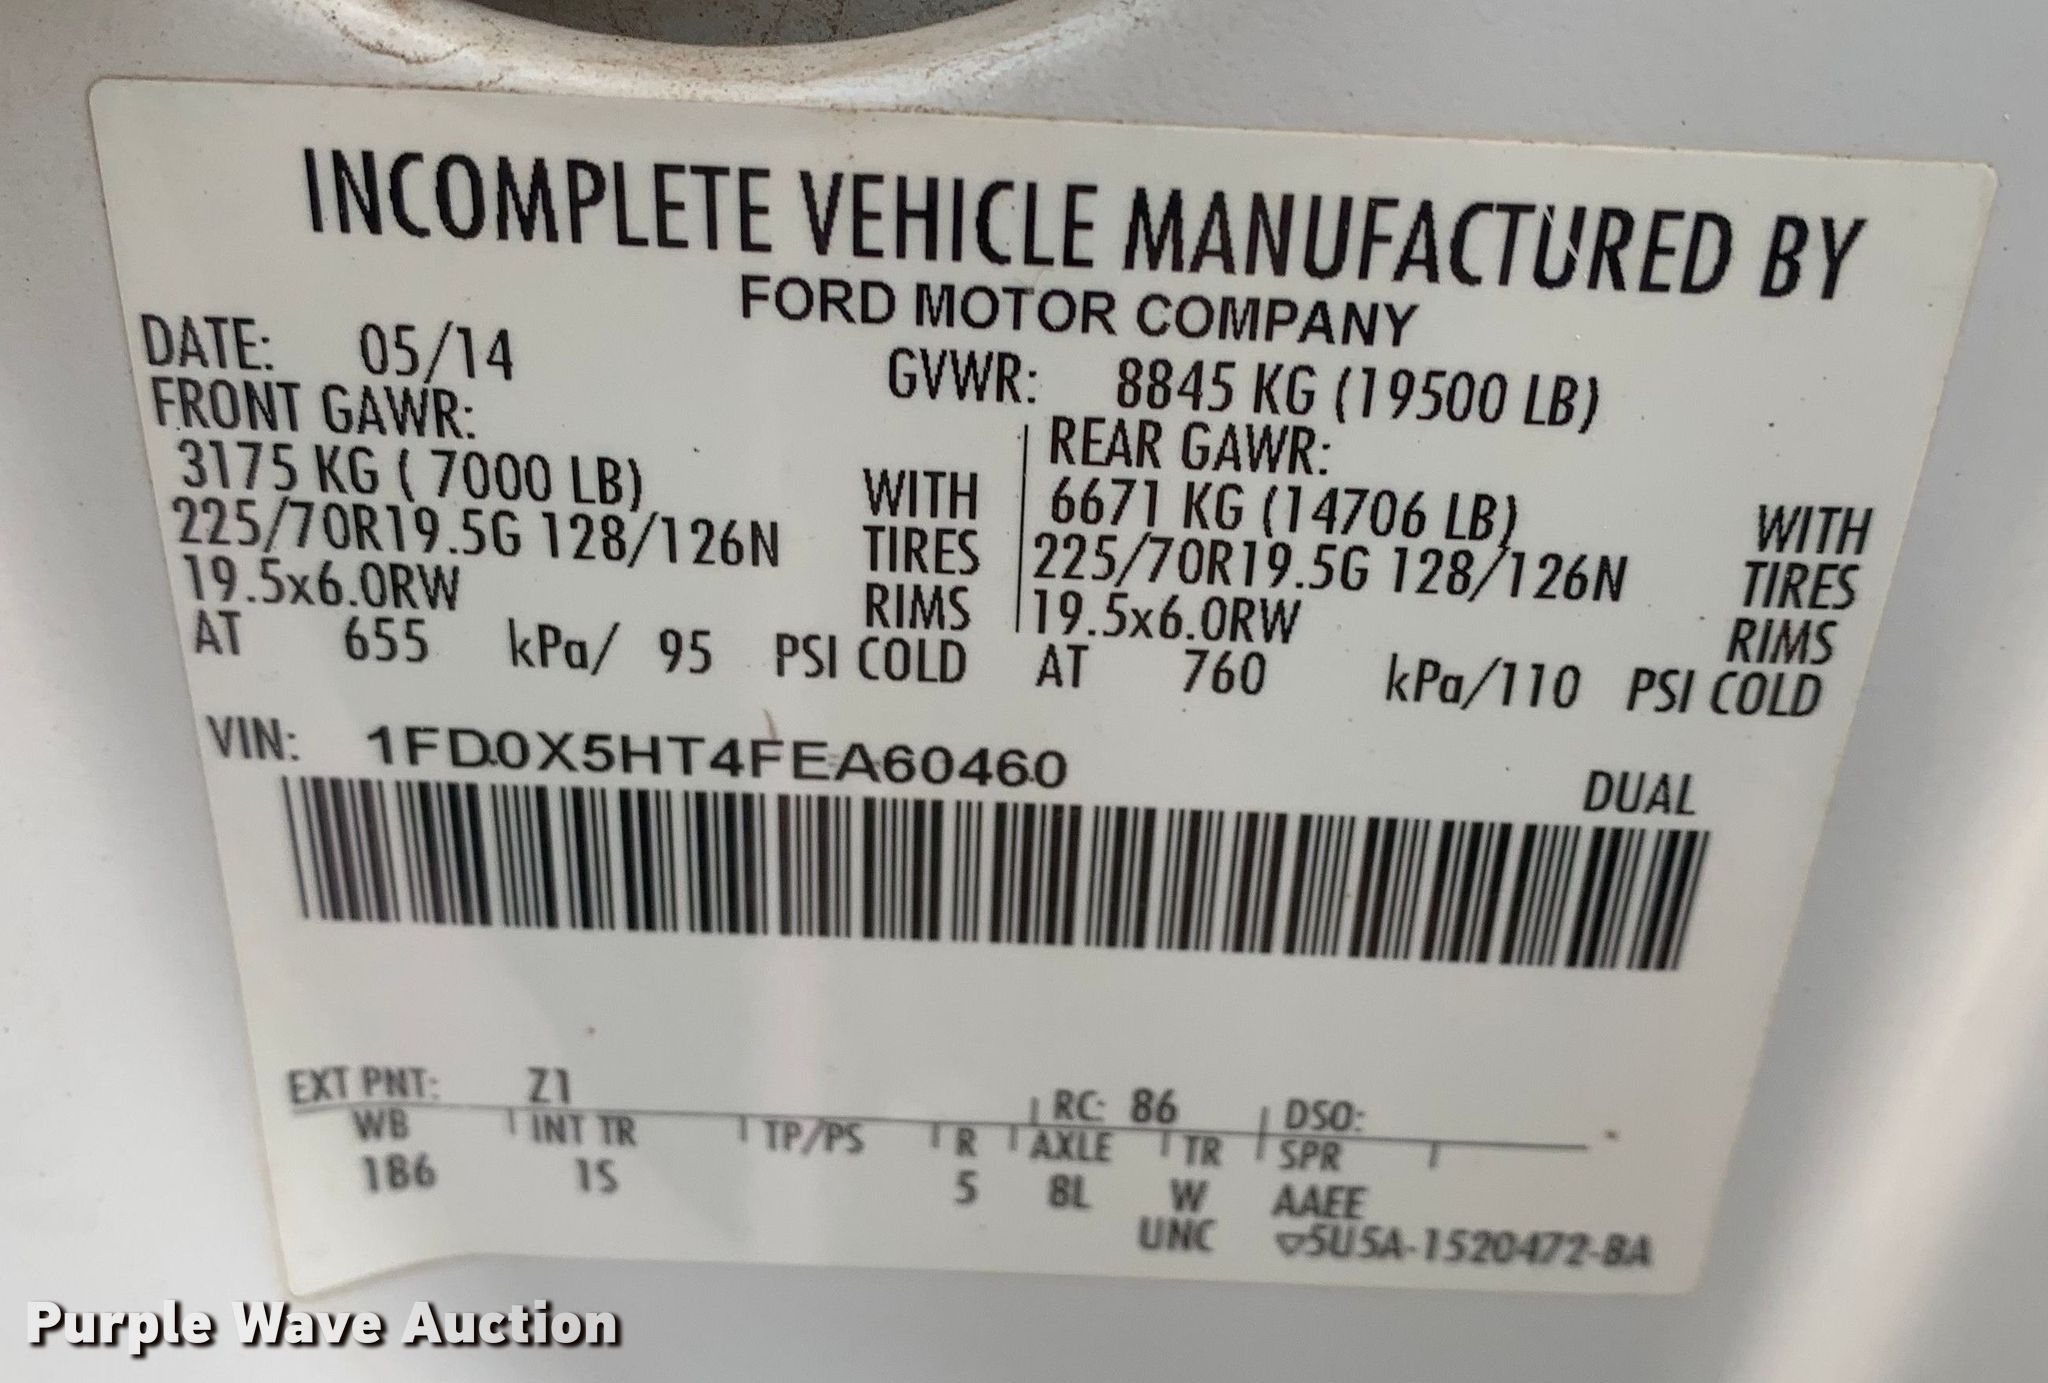 INCOMPLETE VEHICLE MANUFACTURED BY
FORD MOTOR COMPANY
DATE: 05/14
GVWR: 8845 KG (19500 LB)
FRONT GAWR:
3175 KG ( 7000 LB) WITH
225/70R19.5G 128/126N TIRES
19.5x6.0RW RIMS
AT 655 kPa/ 95 PSI COLD
REAR GAWR:
6671 KG (14706 LB) WITH
225/70R19.5G 128/126N TIRES
19.5x6.0RW RIMS
AT 760 kPa/110 PSI COLD
VIN: 1FD0X5HT4FEA60460
DUAL
EXT PNT: Z1 RC: 86 DSO:
WB INT TR TP/PS R AXLE TR SPR
186 1S 5 8L W AAEE
UNC ▽5U5A-1520472-BA
Purple Wave Auction